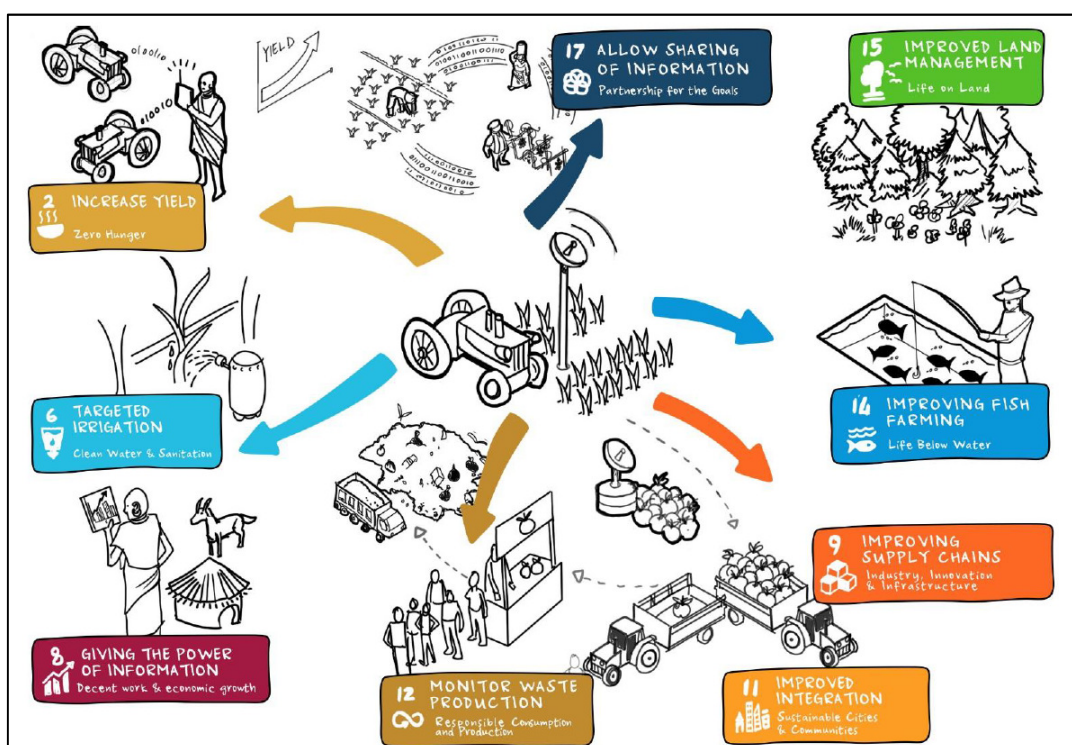 0100110
010010
YIELD
2 INCREASE YIELD
Zero Hunger
17 ALLOW SHARING
OF INFORMATION
Partnership for the Goals
15 IMPROVED LAND
MANAGEMENT
Life on Land
6 TARGETED
IRRIGATION
Clean Water & Sanitation
14 IMPROVING FISH
FARMING
Life Below Water
8 GIVING THE POWER
OF INFORMATION
Decent work & economic growth
9 IMPROVING
SUPPLY CHAINS
Industry, Innovation
& Infrastructure
12 MONITOR WASTE
PRODUCTION
Responsible Consumption
and Production
11 IMPROVED
INTEGRATION
Sustainable Cities
& Communities